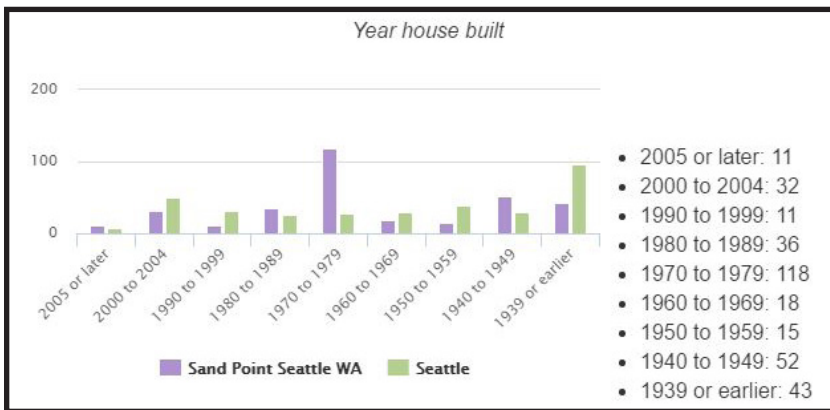 Year house built
200
100
0
2005 or later
2000 to 2004
1990 to 1999
1980 to 1989
1970 to 1979
1960 to 1969
1950 to 1959
1940 to 1949
1939 or earlier
Sand Point Seattle WA
Seattle
• 2005 or later: 11
• 2000 to 2004: 32
• 1990 to 1999: 11
• 1980 to 1989: 36
• 1970 to 1979: 118
• 1960 to 1969: 18
• 1950 to 1959: 15
• 1940 to 1949: 52
• 1939 or earlier: 43